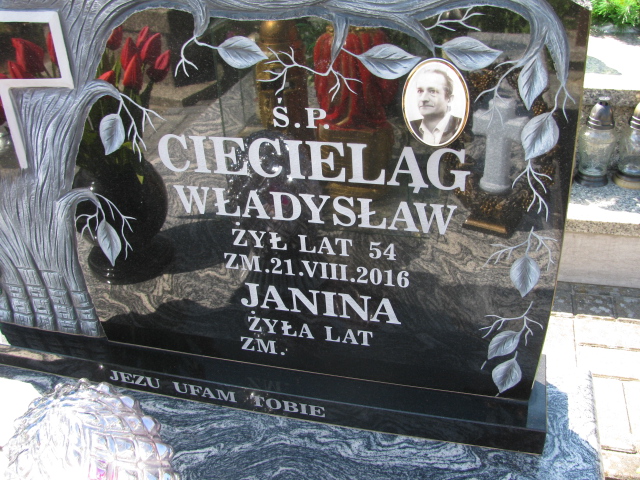 Ś.P.
CIECIELĄG
WŁADYSŁAW
ŻYŁ LAT 54
ZM. 21. VIII. 2016
JANINA
ŻYŁA LAT
ZM.
JEZU UFAM TOBIE